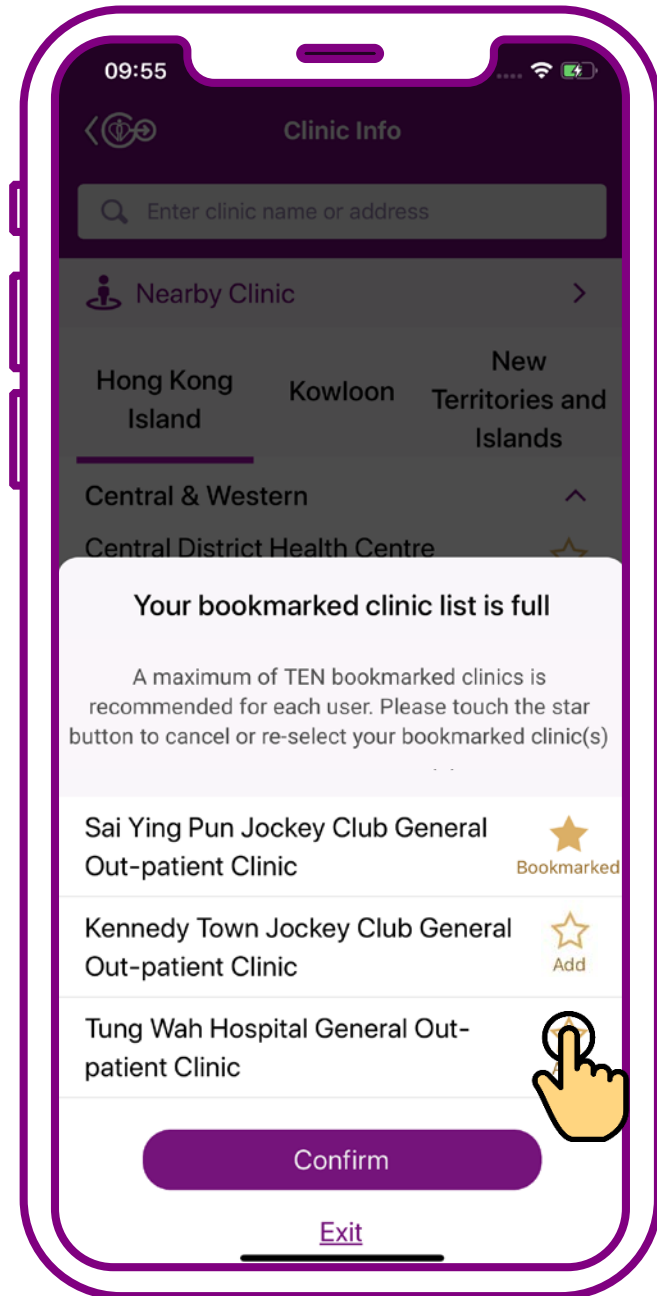 09:55
Clinic Info
Enter clinic name or address
Nearby Clinic
Hong Kong
Island
Kowloon
New
Territories and
Islands
Central & Western
Central District Health Centre
Your bookmarked clinic list is full
A maximum of TEN bookmarked clinics is
recommended for each user. Please touch the star
button to cancel or re-select your bookmarked clinic(s)
Sai Ying Pun Jockey Club General
Out-patient Clinic
Bookmarked
Kennedy Town Jockey Club General
Out-patient Clinic
Add
Tung Wah Hospital General Out-
patient Clinic
Confirm
Exit